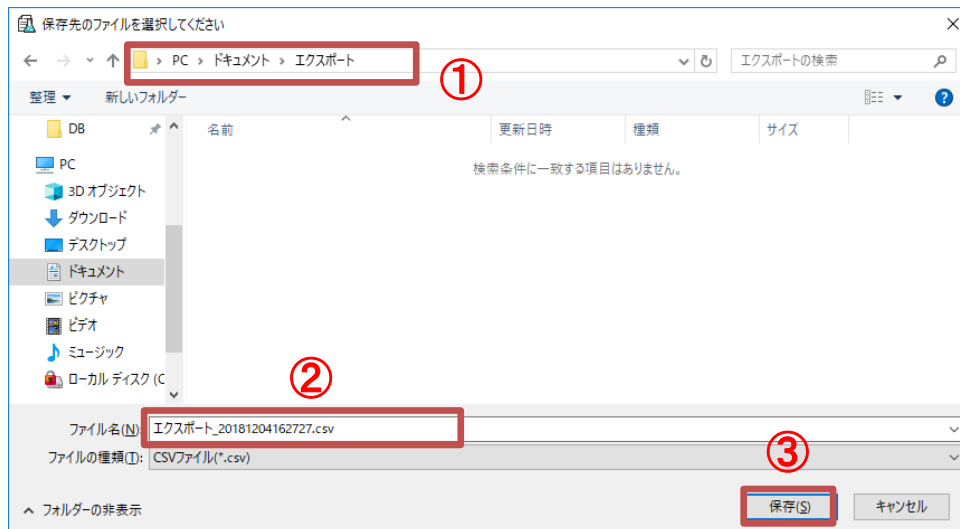 保存先のファイルを選択してください
PC › ドキュメント › エクスポート
エクスポートの検索
①
整理
新しいフォルダー
DB
名前
更新日時
種類
サイズ
検索条件に一致する項目はありません。
PC
3D オブジェクト
ダウンロード
デスクトップ
ドキュメント
ピクチャ
ビデオ
ミュージック
ローカル ディスク (C
②
ファイル名(N): エクスポート_20181204162727.csv
ファイルの種類(T): CSVファイル(*.csv)
③
フォルダーの非表示
保存(S)
キャンセル